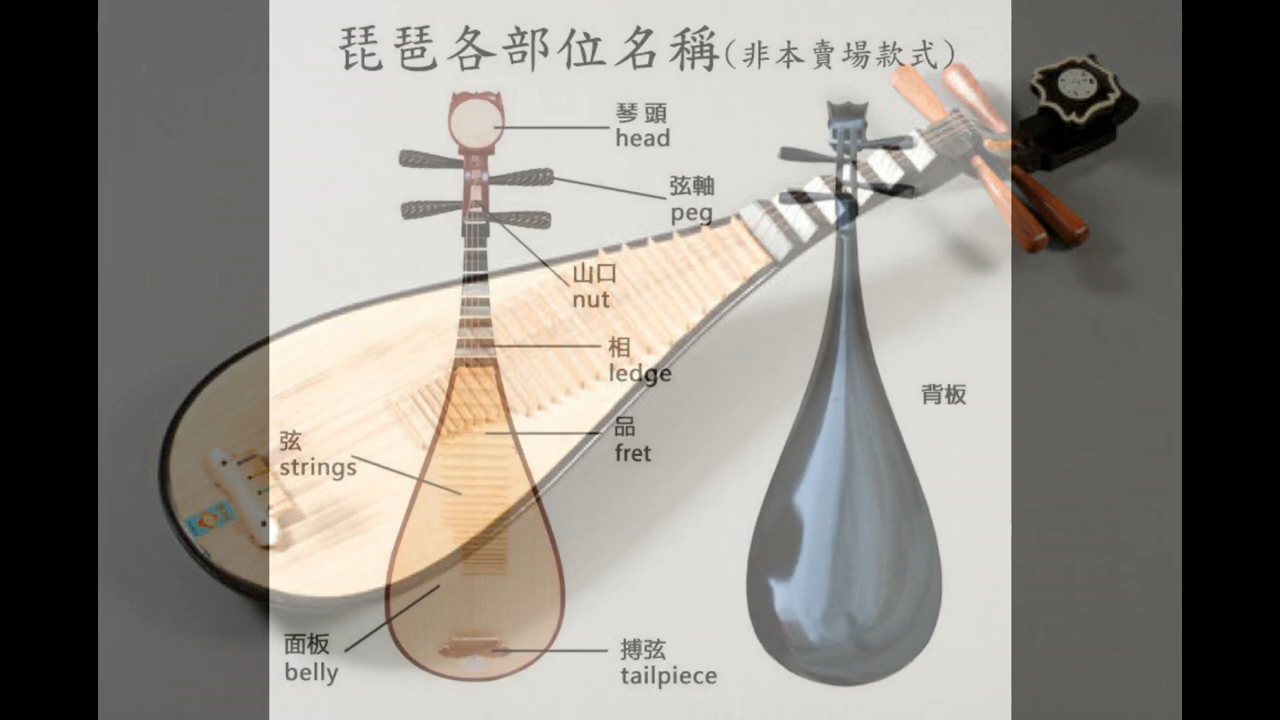 琵琶各部位名稱(非本賣場款式)
琴頭
head
弦軸
peg
山口
nut
相
ledge
背板
品
fret
弦
strings
面板
belly
搏弦
tailpiece